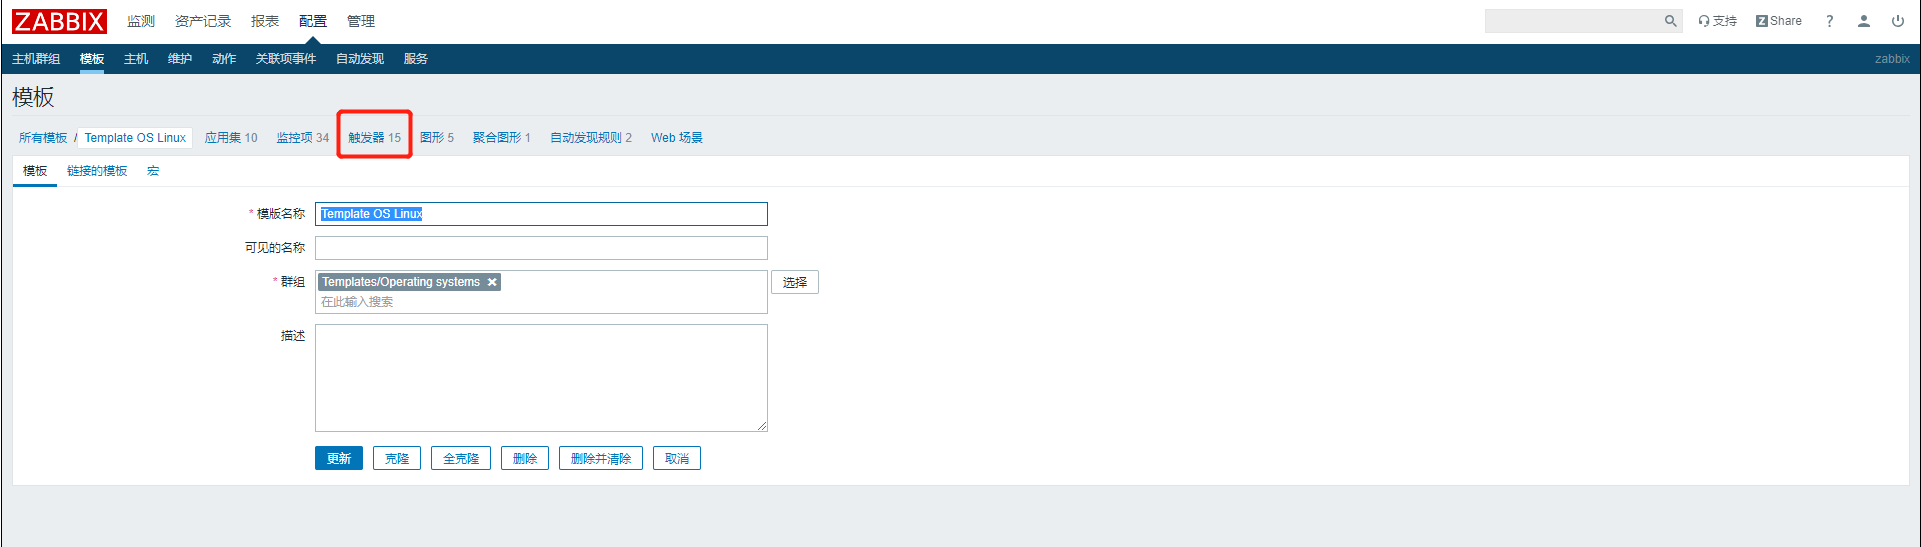 ZABBIX 监测 资产记录 报表 配置 管理 支持 Z Share ?
主机群组 模板 主机 维护 动作 关联项事件 自动发现 服务 zabbix
模板
所有模板 / Template OS Linux 应用集 10 监控项 34 触发器 15 图形 5 聚合图形 1 自动发现规则 2 Web 场景
模板 链接的模板 宏
* 模版名称 Template OS Linux
可见的名称
* 群组 Templates/Operating systems 选择
在此输入搜索
描述
更新 克隆 全克隆 删除 删除并清除 取消